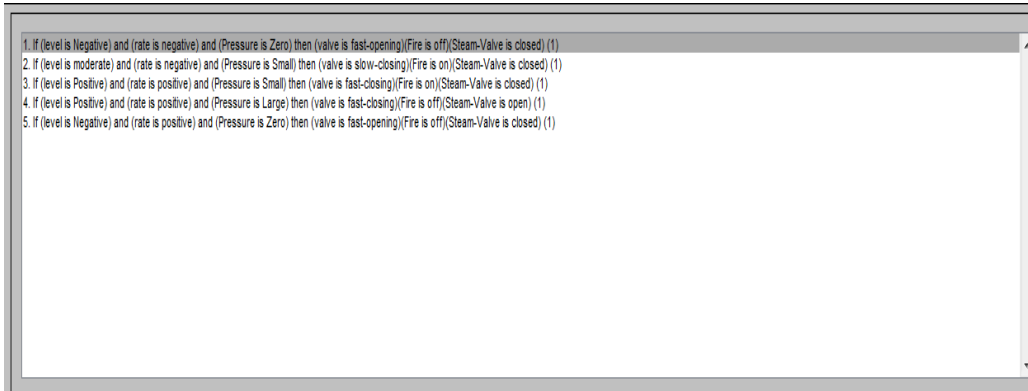 1. If (level is Negative) and (rate is negative) and (Pressure is Zero) then (valve is fast-opening)(Fire is off)(Steam-Valve is closed) (1)
2. If (level is moderate) and (rate is negative) and (Pressure is Small) then (valve is slow-closing)(Fire is on)(Steam-Valve is closed) (1)
3. If (level is Positive) and (rate is positive) and (Pressure is Small) then (valve is fast-closing)(Fire is on)(Steam-Valve is closed) (1)
4. If (level is Positive) and (rate is positive) and (Pressure is Large) then (valve is fast-closing)(Fire is off)(Steam-Valve is open) (1)
5. If (level is Negative) and (rate is positive) and (Pressure is Zero) then (valve is fast-opening)(Fire is off)(Steam-Valve is closed) (1)